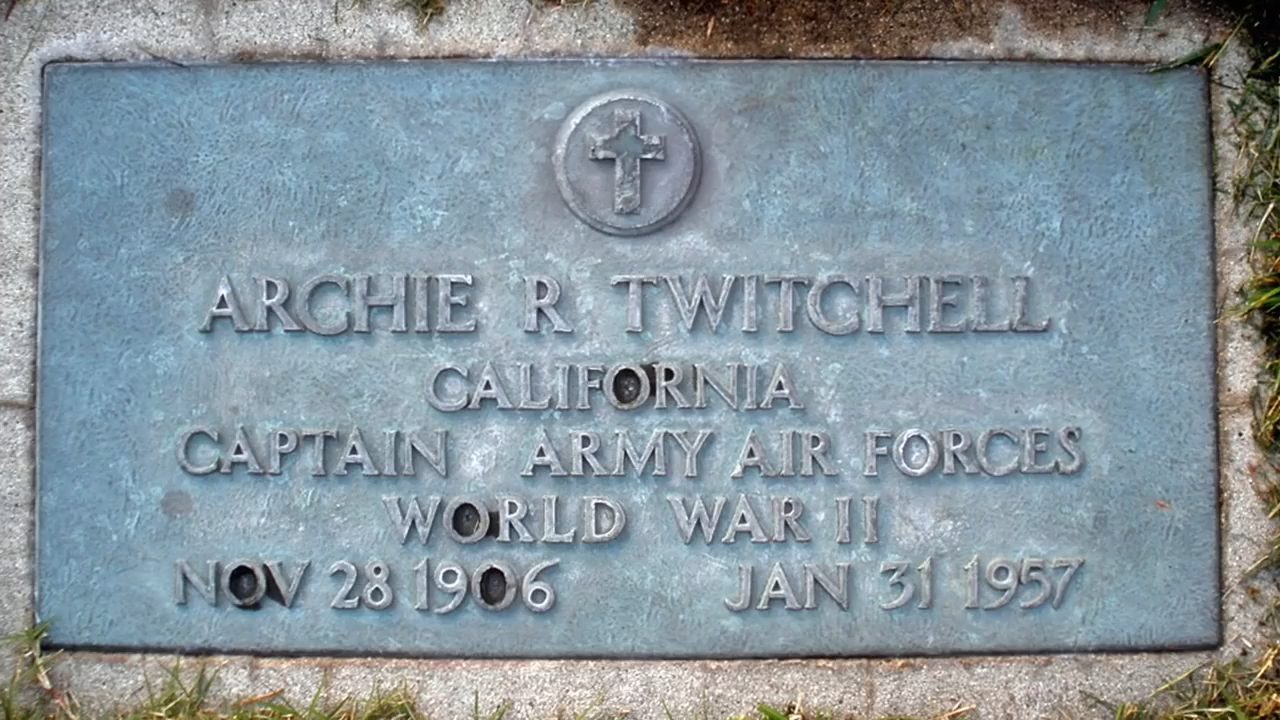 ARCHIE R TWITCHELL
CALIFORNIA
CAPTAIN ARMY AIR FORCES
WORLD WAR II
NOV 28 1906 JAN 31 1957